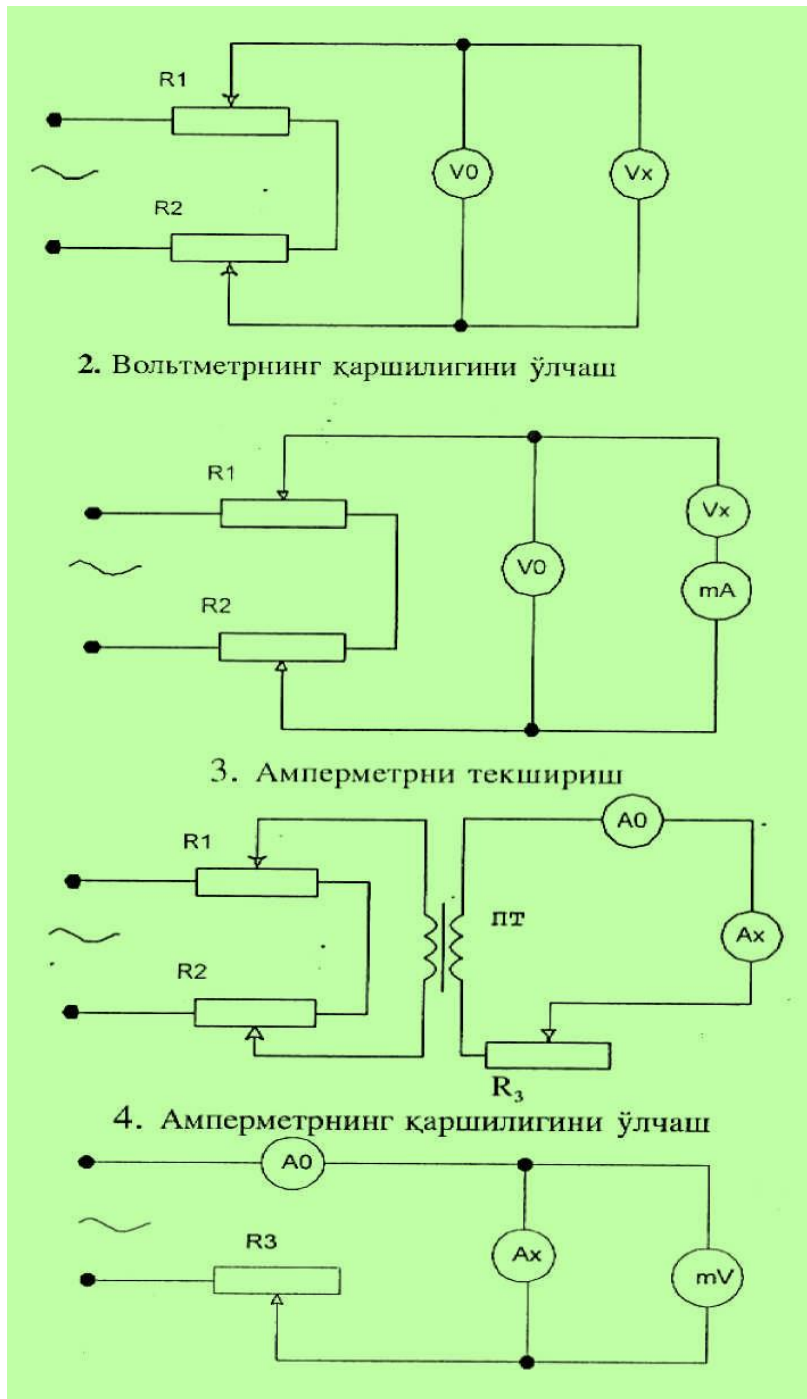 R1
V0
Vx
R2
2. Вольтметрнинг қаршилигини ўлчаш
R1
Vx
V0
mA
R2
3. Амперметрни текшириш
R1
A0
пт
Ax
R2
R₃
4. Амперметрнинг қаршилигини ўлчаш
A0
R3
Ax
mV